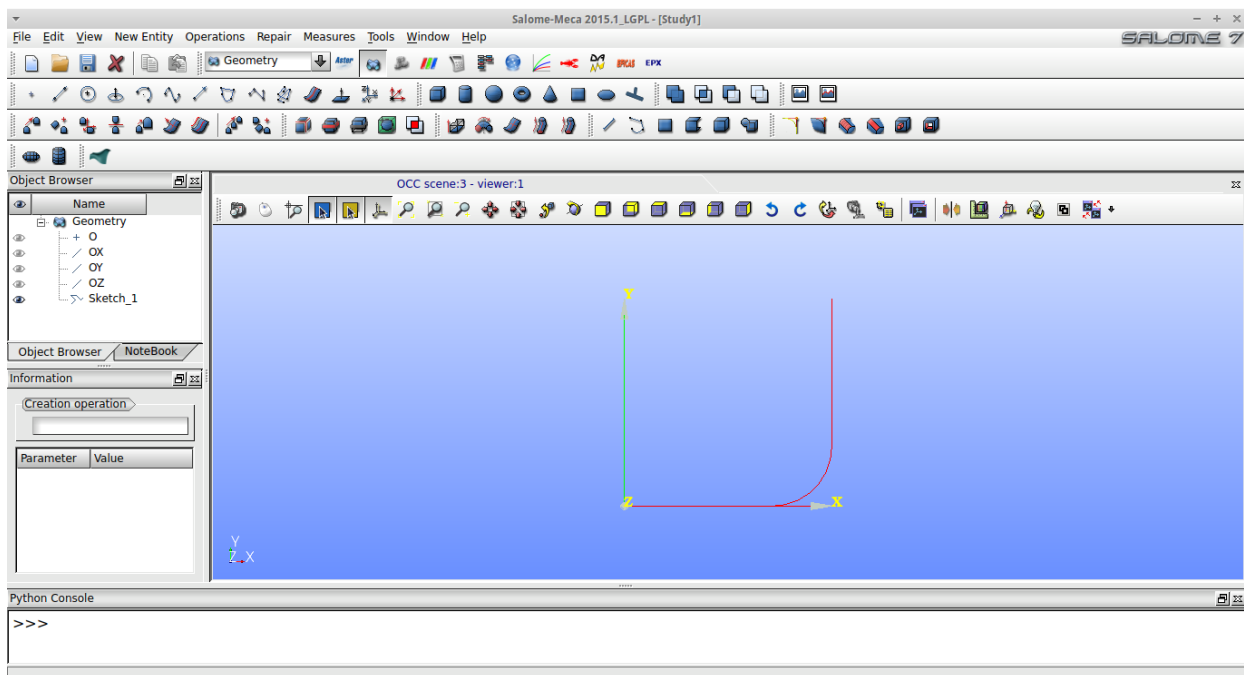 Salome-Meca 2015.1_LGPL - [Study1]
File Edit View New Entity Operations Repair Measures Tools Window Help
SALOME 7
Geometry
Aster
EPX
OCC scene:3 - viewer:1
Object Browser
Name
Geometry
O
OX
OY
OZ
Sketch_1
Object Browser NoteBook
Information
Creation operation
Parameter Value
Y
Z
X
Y
Z X
Python Console
>>>